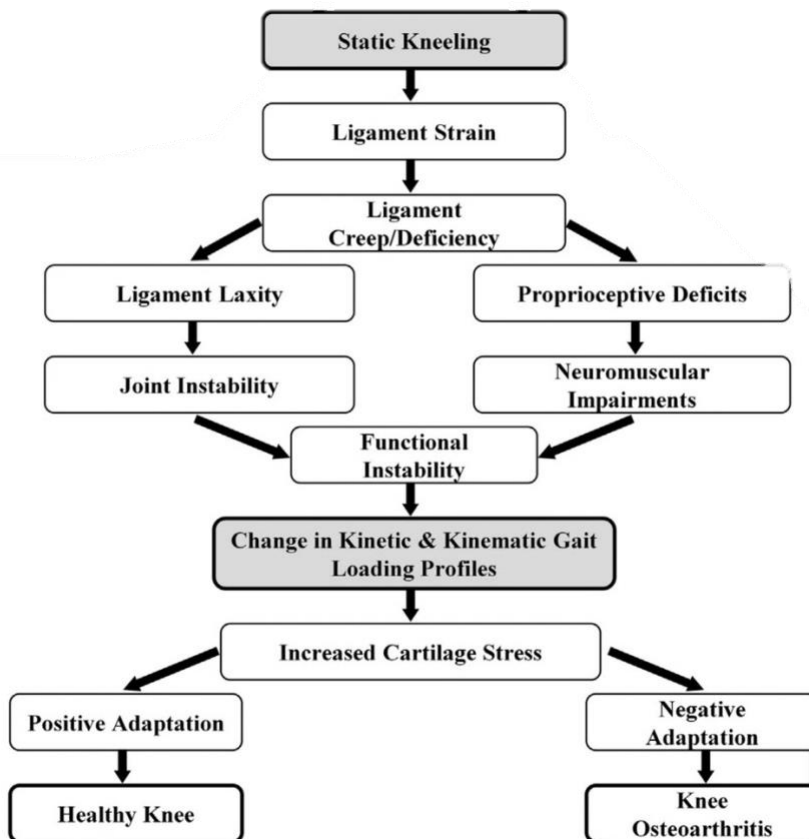 Static Kneeling
Ligament Strain
Ligament
Creep/Deficiency
Ligament Laxity
Proprioceptive Deficits
Joint Instability
Neuromuscular
Impairments
Functional
Instability
Change in Kinetic & Kinematic Gait
Loading Profiles
Increased Cartilage Stress
Positive Adaptation
Negative
Adaptation
Healthy Knee
Knee
Osteoarthritis